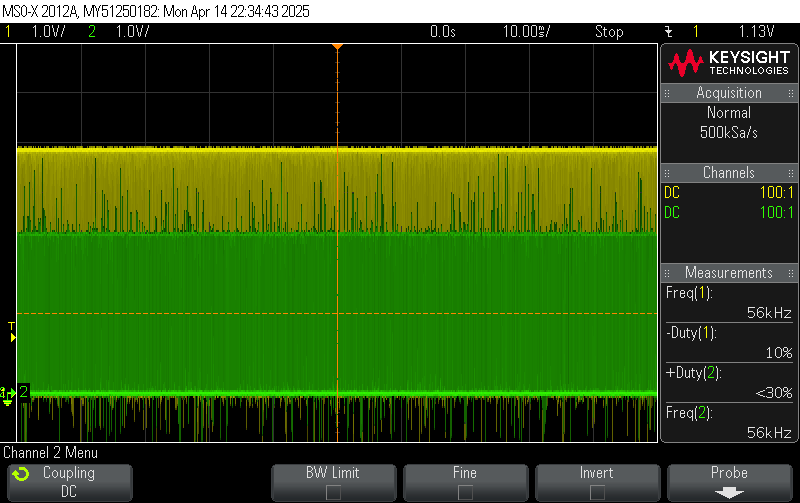 MSO-X 2012A, MY51250182: Mon Apr 14 22:34:43 2025
1 1.0V/ 2 1.0V/ 0.0s 10.00s/ Stop 1 1.13V
KEYSIGHT
TECHNOLOGIES
Acquisition
Normal
500kSa/s
Channels
DC 100:1
DC 100:1
Measurements
Freq(1):
56kHz
-Duty(1):
10%
+Duty(2):
<30%
Freq(2):
56kHz
T
2
Channel 2 Menu
Coupling
DC
BW Limit
Fine
Invert
Probe